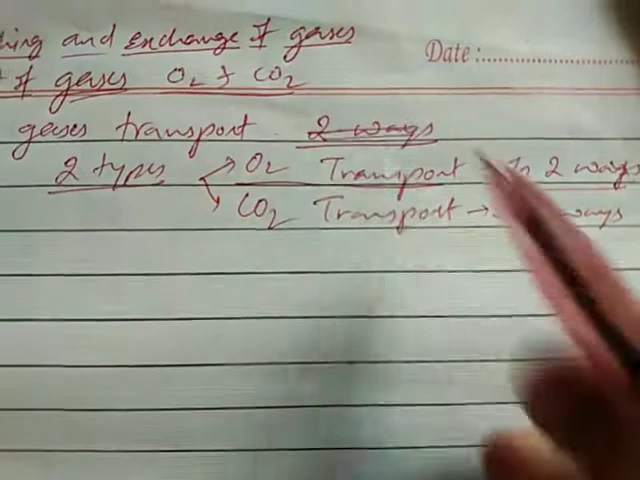 and exchange of gases
Date :
of gases O2 + CO2
gases transport 2 ways
2 types O2 Transport In 2 ways
CO2 Transport → ways